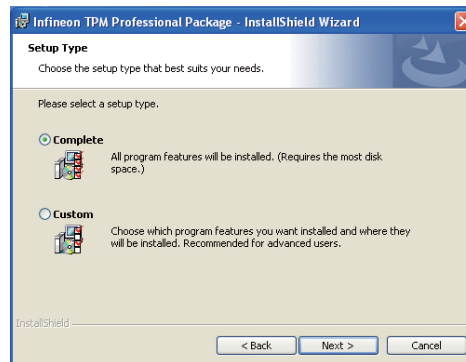 Infineon TPM Professional Package - InstallShield Wizard
Setup Type
Choose the setup type that best suits your needs.
Please select a setup type.
Complete
All program features will be installed. (Requires the most disk
space.)
Custom
Choose which program features you want installed and where they
will be installed. Recommended for advanced users.
InstallShield
< Back
Next >
Cancel